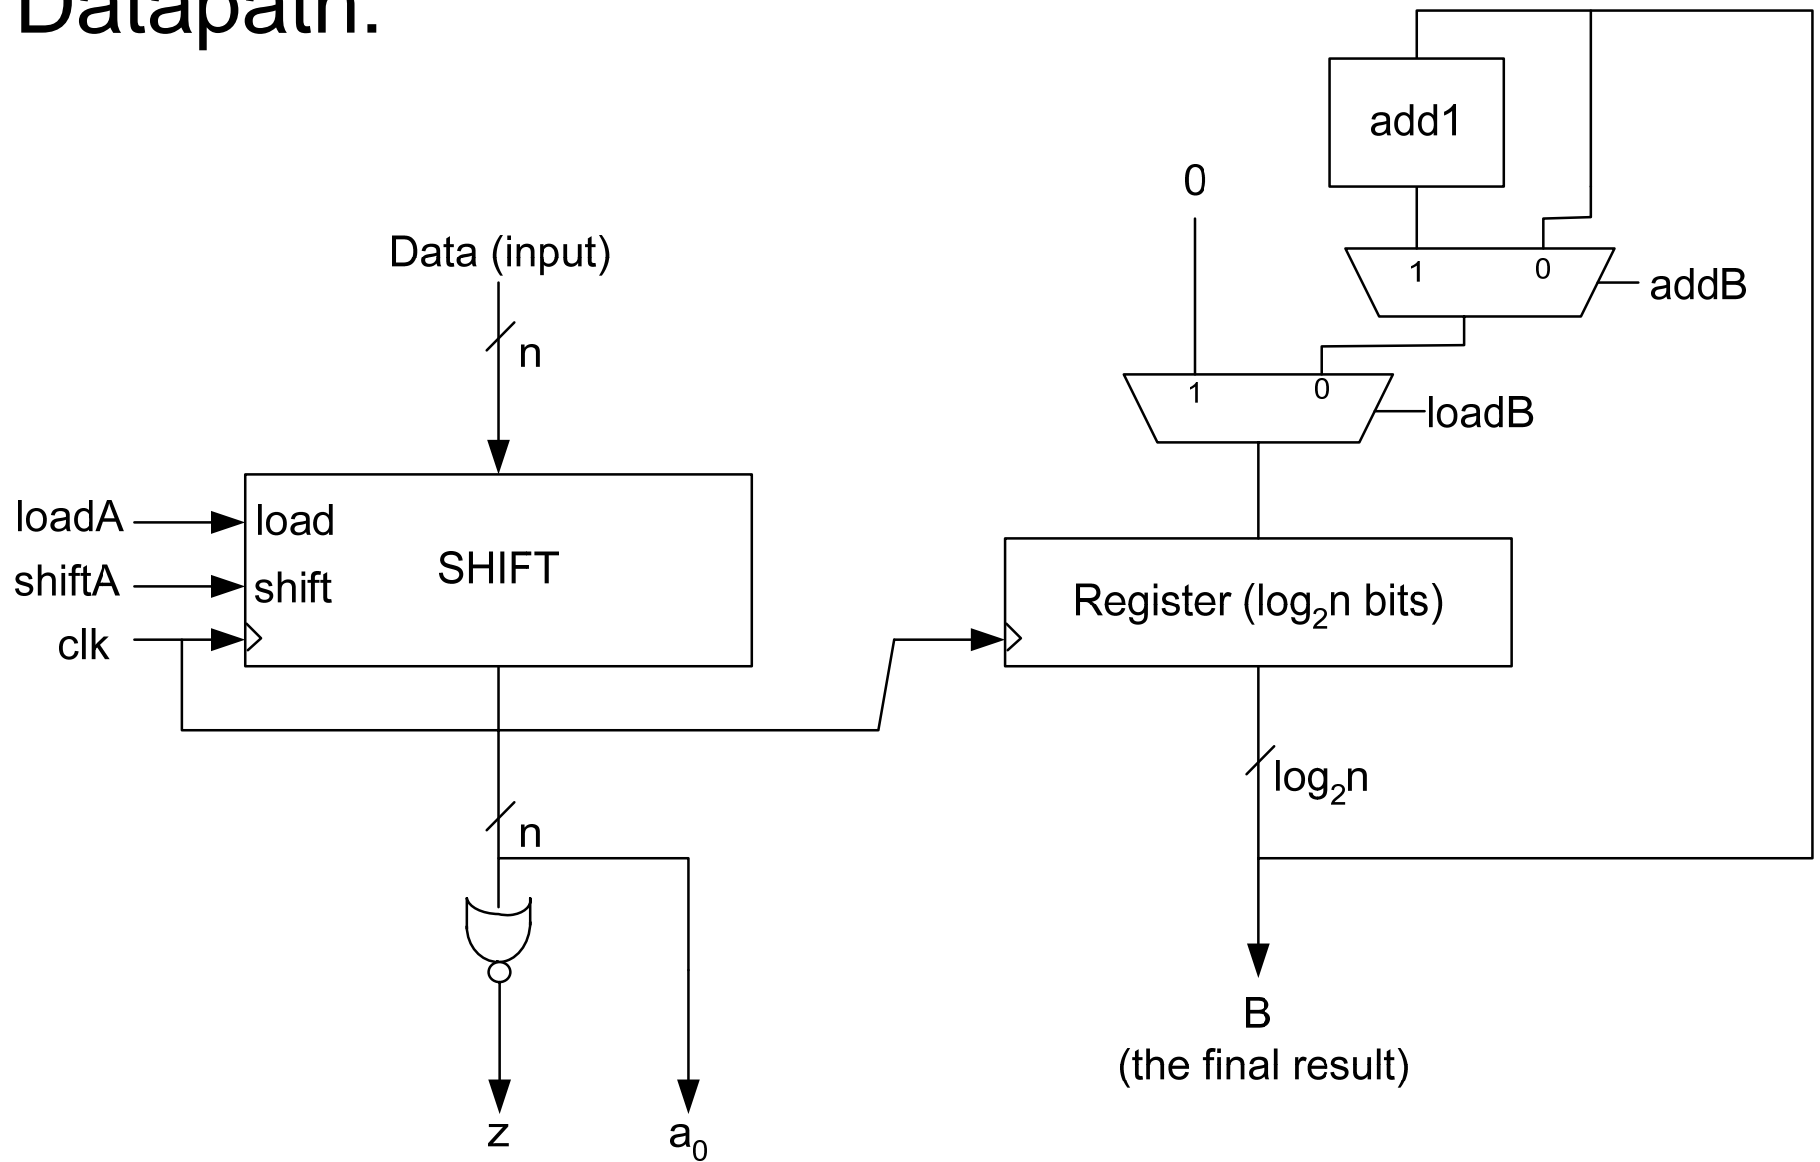 Datapath:
add1
0
Data (input)
1 0
addB
n
1 0
loadB
loadA
load
SHIFT
shiftA
shift
Register (log₂n bits)
clk
log₂n
n
B
(the final result)
z
a₀